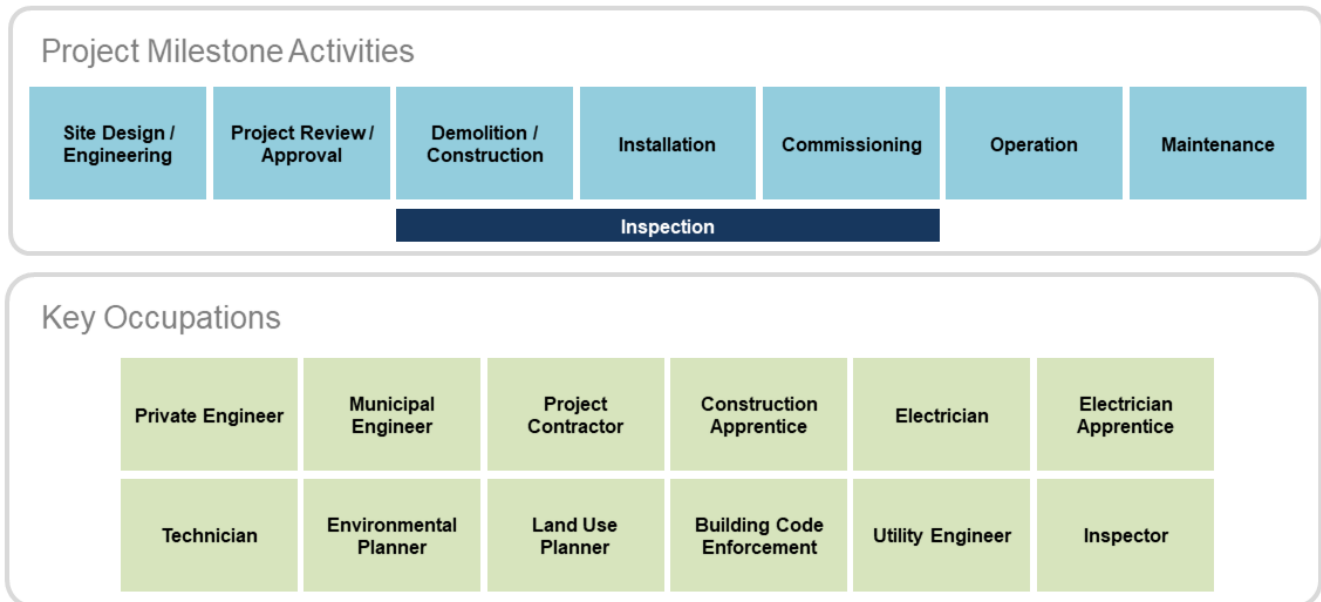 Project Milestone Activities
Site Design /
Engineering
Project Review /
Approval
Demolition /
Construction
Installation
Commissioning
Operation
Maintenance
Inspection
Key Occupations
Private Engineer
Municipal
Engineer
Project
Contractor
Construction
Apprentice
Electrician
Electrician
Apprentice
Technician
Environmental
Planner
Land Use
Planner
Building Code
Enforcement
Utility Engineer
Inspector